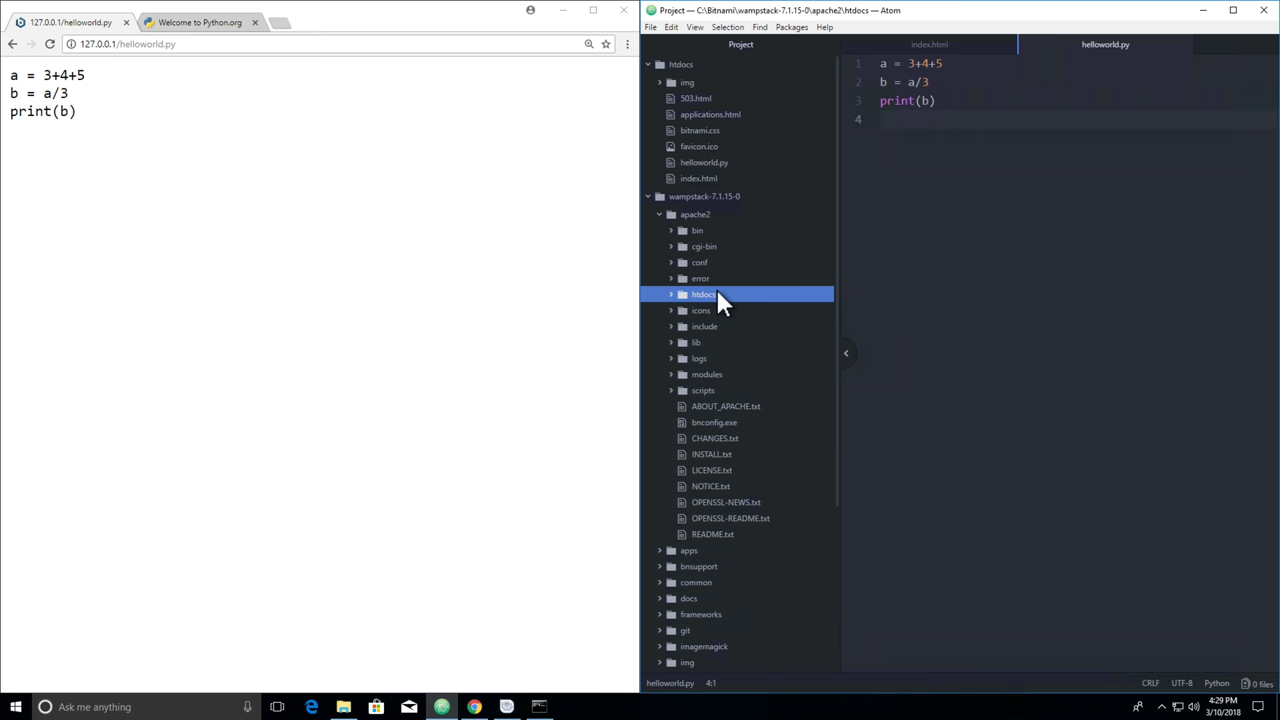 127.0.0.1/helloworld.py
Welcome to Python.org
127.0.0.1/helloworld.py
a = 3+4+5
b = a/3
print(b)
Project — C:\Bitnami\wampstack-7.1.15-0\apache2\htdocs — Atom
File Edit View Selection Find Packages Help
Project
htdocs
img
503.html
applications.html
bitnami.css
favicon.ico
helloworld.py
index.html
wampstack-7.1.15-0
apache2
bin
cgi-bin
conf
error
htdocs
icons
include
lib
logs
modules
scripts
ABOUT_APACHE.txt
bnconfig.exe
CHANGES.txt
INSTALL.txt
LICENSE.txt
NOTICE.txt
OPENSSL-NEWS.txt
OPENSSL-README.txt
README.txt
apps
bnsupport
common
docs
frameworks
git
imagemagick
img
index.html
helloworld.py
1 a = 3+4+5
2 b = a/3
3 print(b)
4
helloworld.py 4:1
CRLF UTF-8 Python 0 files
Ask me anything
4:29 PM
3/10/2018